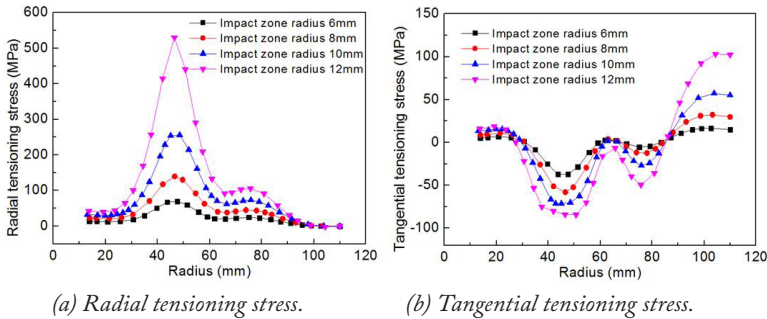 600
500
400
300
200
100
0
Radial tensioning stress (MPa)
Impact zone radius 6mm
Impact zone radius 8mm
Impact zone radius 10mm
Impact zone radius 12mm
0 20 40 60 80 100 120
Radius (mm)
(a) Radial tensioning stress.
150
100
50
0
-50
-100
Tangential tensioning stress (MPa)
Impact zone radius 6mm
Impact zone radius 8mm
Impact zone radius 10mm
Impact zone radius 12mm
0 20 40 60 80 100 120
Radius (mm)
(b) Tangential tensioning stress.